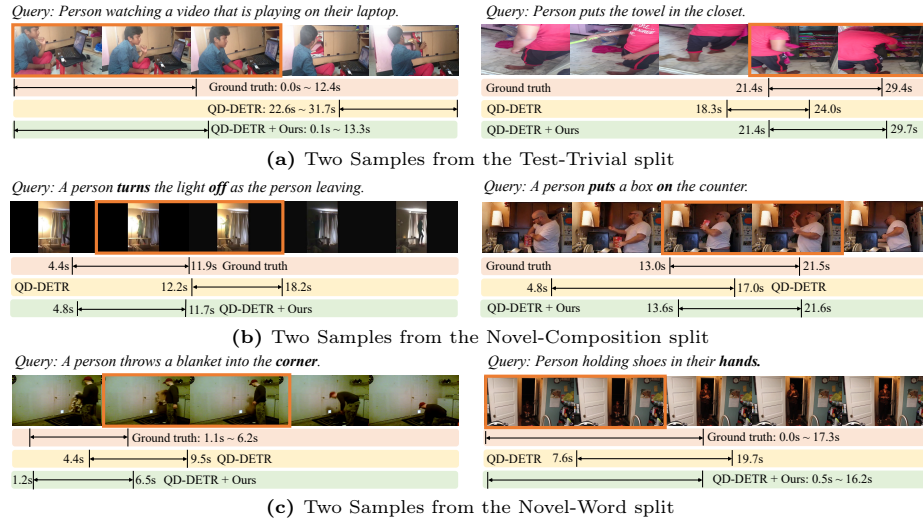 Query: Person watching a video that is playing on their laptop.
Ground truth: 0.0s ~ 12.4s
QD-DETR: 22.6s ~ 31.7s
QD-DETR + Ours: 0.1s ~ 13.3s
Query: Person puts the towel in the closet.
Ground truth 21.4s 29.4s
QD-DETR 18.3s 24.0s
QD-DETR + Ours 21.4s 29.7s
(a) Two Samples from the Test-Trivial split
Query: A person turns the light off as the person leaving.
4.4s 11.9s Ground truth
QD-DETR 12.2s 18.2s
4.8s 11.7s QD-DETR + Ours
Query: A person puts a box on the counter.
Ground truth 13.0s 21.5s
4.8s 17.0s QD-DETR
QD-DETR + Ours 13.6s 21.6s
(b) Two Samples from the Novel-Composition split
Query: A person throws a blanket into the corner.
Ground truth: 1.1s ~ 6.2s
4.4s 9.5s QD-DETR
1.2s 6.5s QD-DETR + Ours
Query: Person holding shoes in their hands.
Ground truth: 0.0s ~ 17.3s
QD-DETR 7.6s 19.7s
QD-DETR + Ours: 0.5s ~ 16.2s
(c) Two Samples from the Novel-Word split